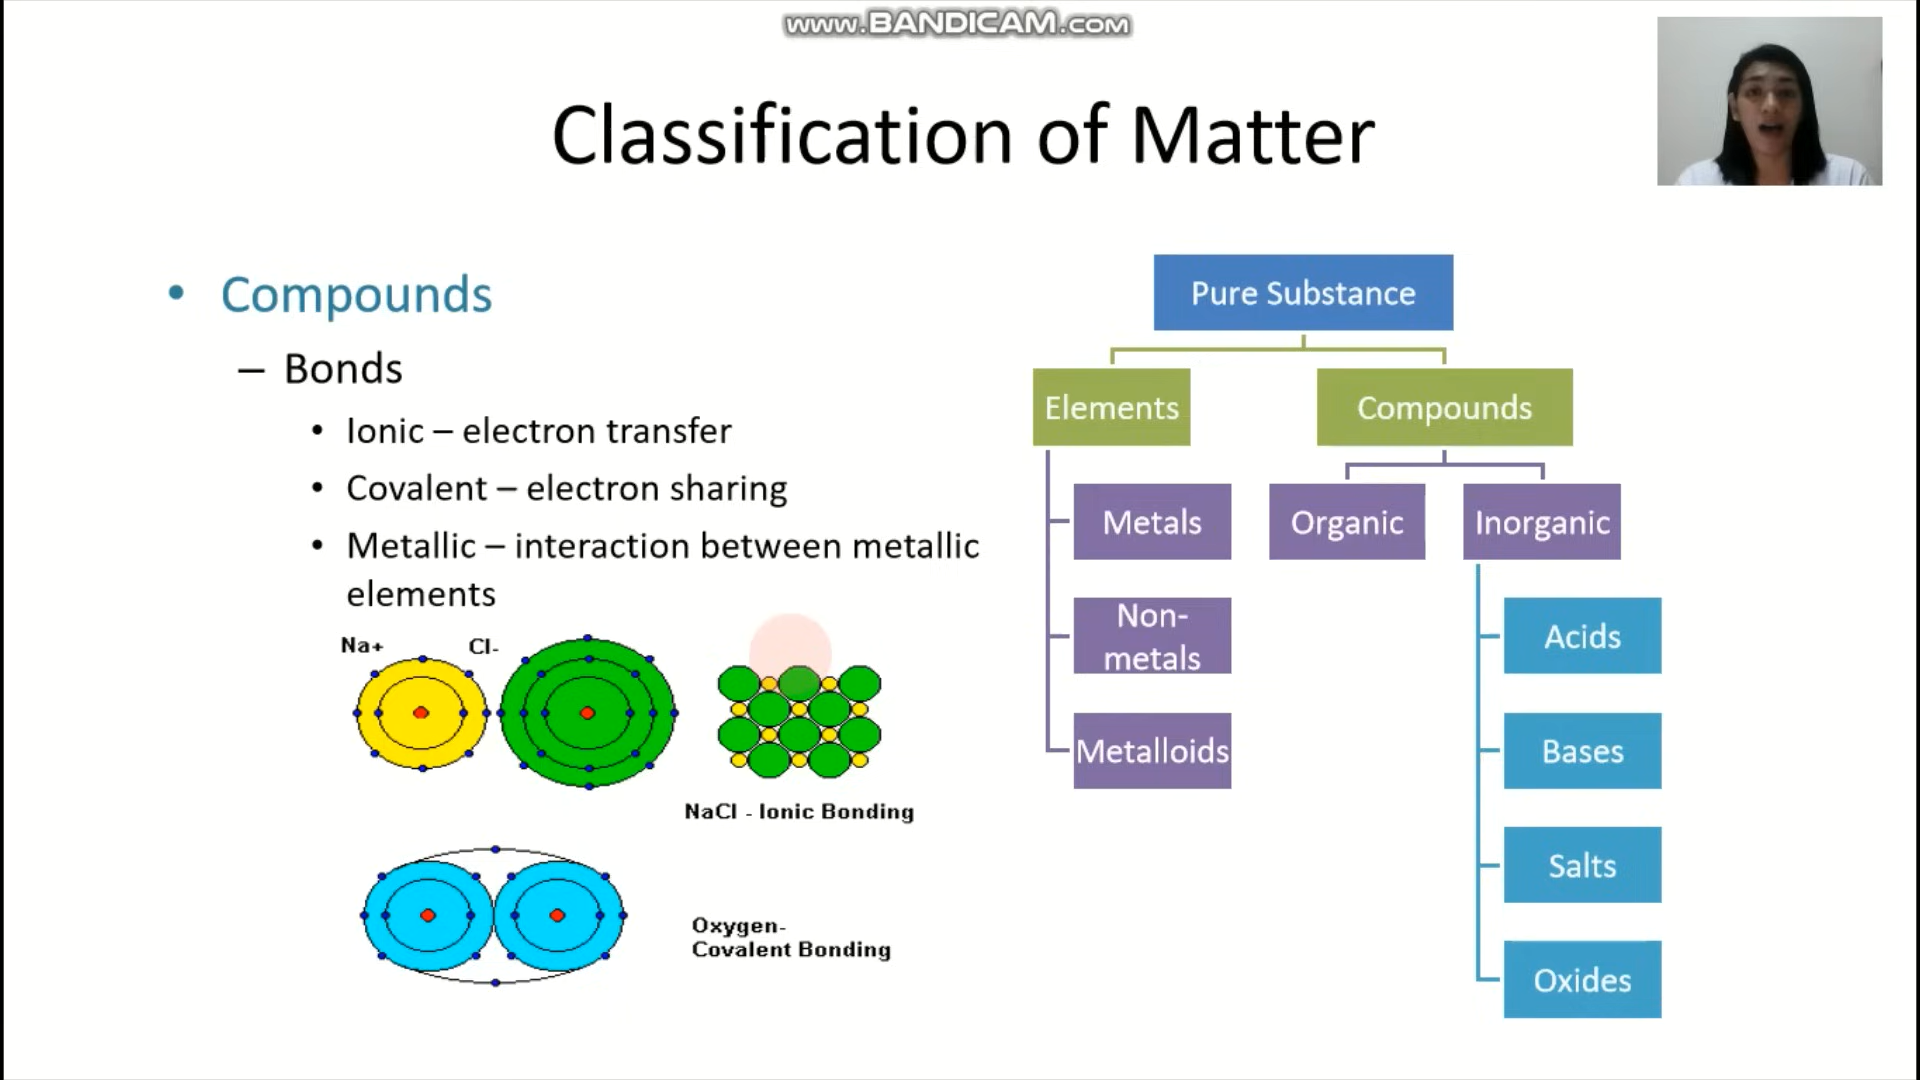 www.BANDICAM.com
Classification of Matter
• Compounds
– Bonds
• Ionic – electron transfer
• Covalent – electron sharing
• Metallic – interaction between metallic
elements
Na+
Cl-
NaCl - Ionic Bonding
Oxygen-
Covalent Bonding
Pure Substance
Elements
Compounds
Metals
Organic
Inorganic
Non-
metals
Acids
Metalloids
Bases
Salts
Oxides